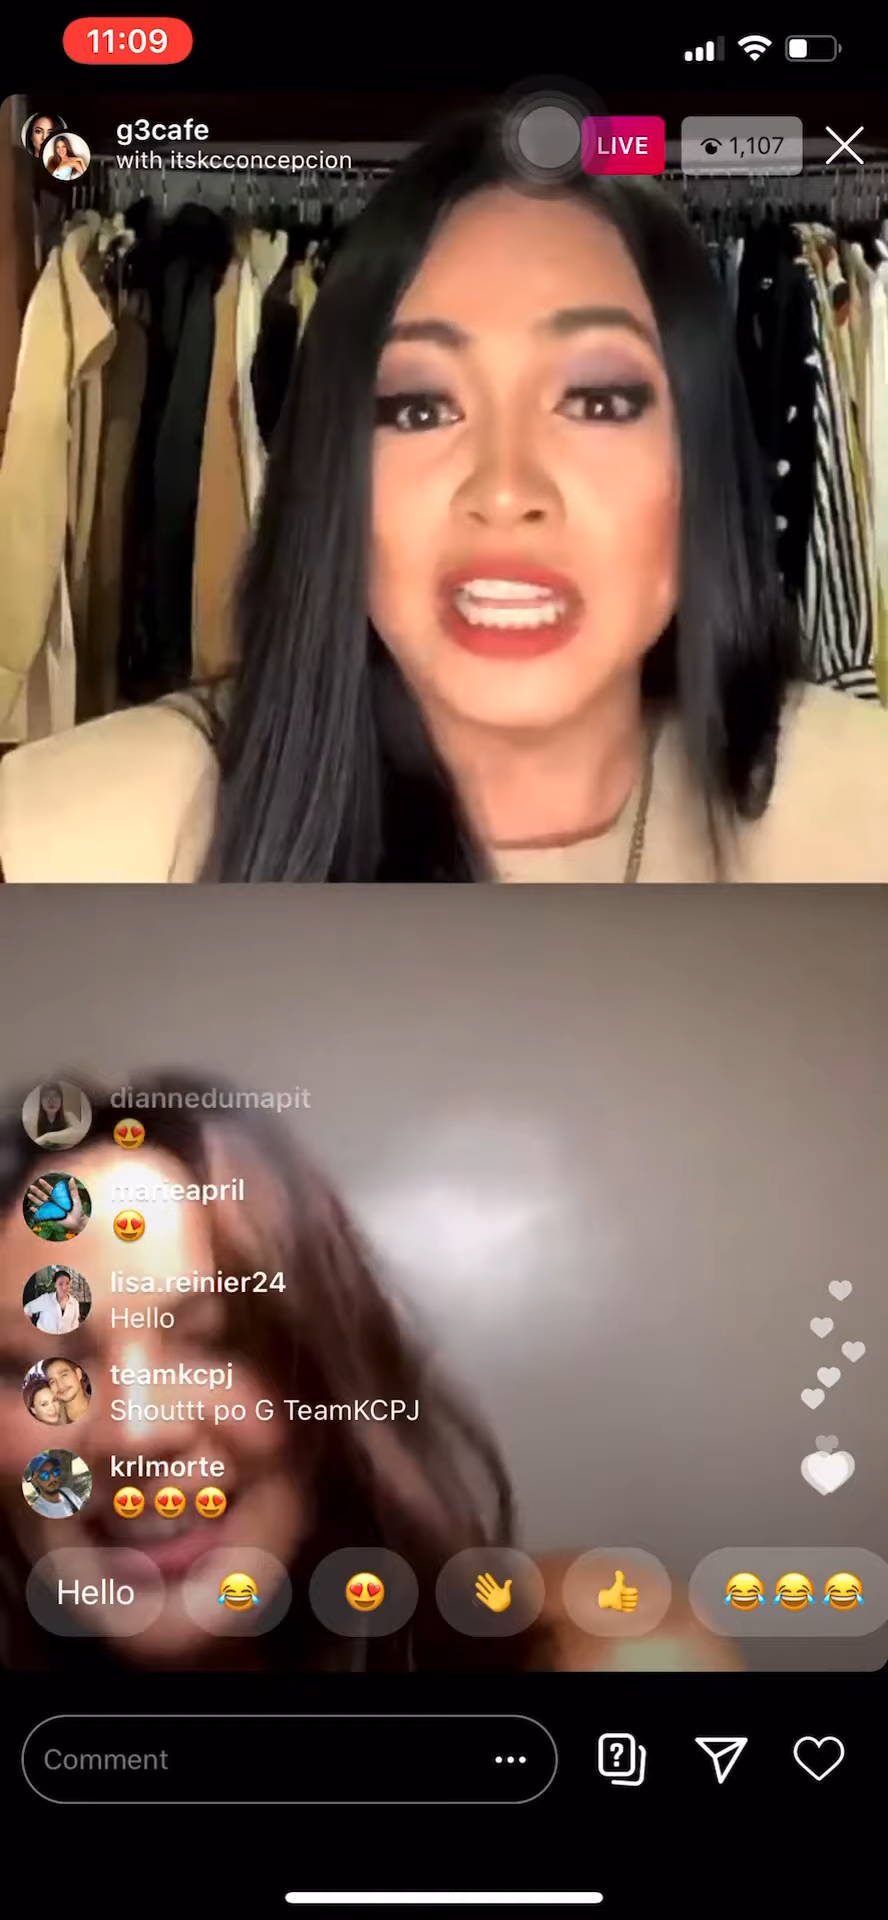 11:09
g3cafe
with itskcconcepcion
LIVE
1,107
diannedumapit
😍
marieapril
😍
lisa.reinier24
Hello
teamkcpj
Shouttt po G TeamKCPJ
krlmorte
😍😍😍
Hello 😂 😍 👋 👍 😂😂😂
Comment